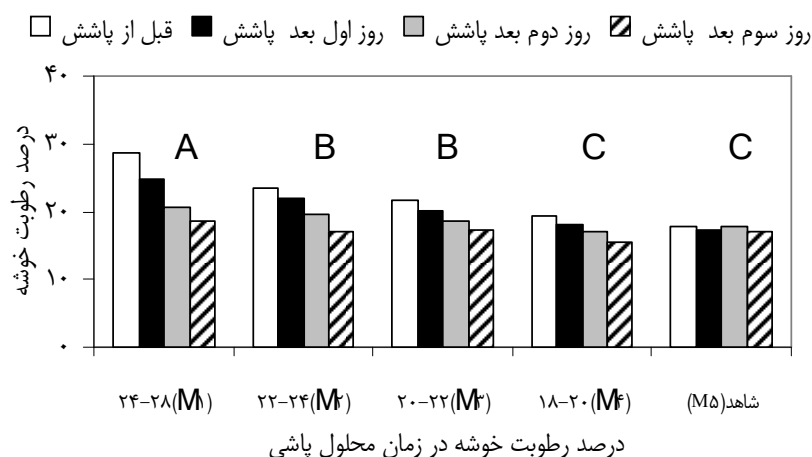 قبل از پاشش روز اول بعد پاشش روز دوم بعد پاشش روز سوم بعد پاشش
درصد رطوبت خوشه
۴۰
۳۰
۲۰
۱۰
۰
A B B C C
۲۴-۲۸(M۱) ۲۲-۲۴(M۲) ۲۰-۲۲(M۳) ۱۸-۲۰(M۴) شاهد(M۵)
درصد رطوبت خوشه در زمان محلول پاشی